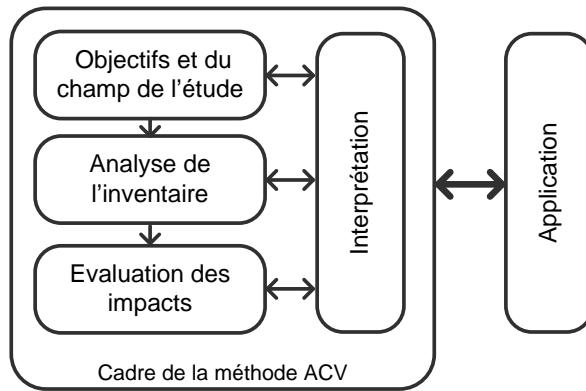 Objectifs et du
champ de l'étude
Analyse de
l'inventaire
Evaluation des
impacts
Interprétation
Application
Cadre de la méthode ACV